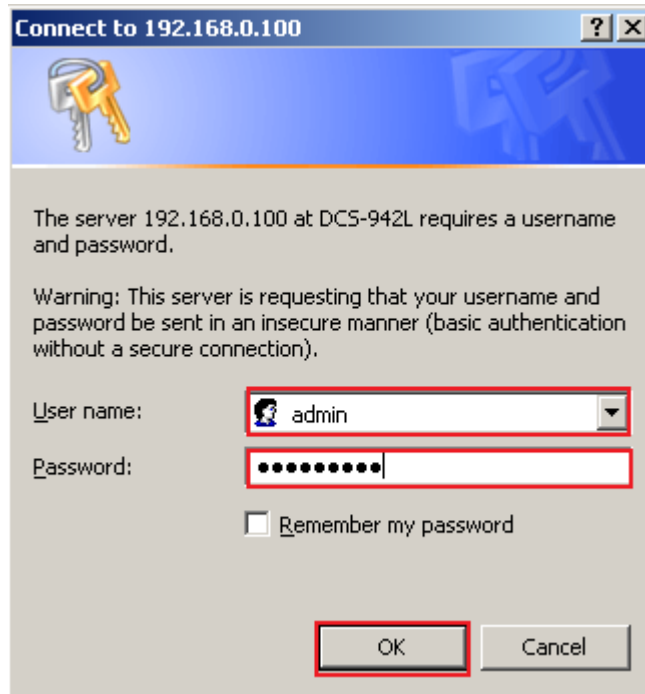 Connect to 192.168.0.100
The server 192.168.0.100 at DCS-942L requires a username
and password.
Warning: This server is requesting that your username and
password be sent in an insecure manner (basic authentication
without a secure connection).
User name:
admin
Password:
•••••••••
Remember my password
OK
Cancel